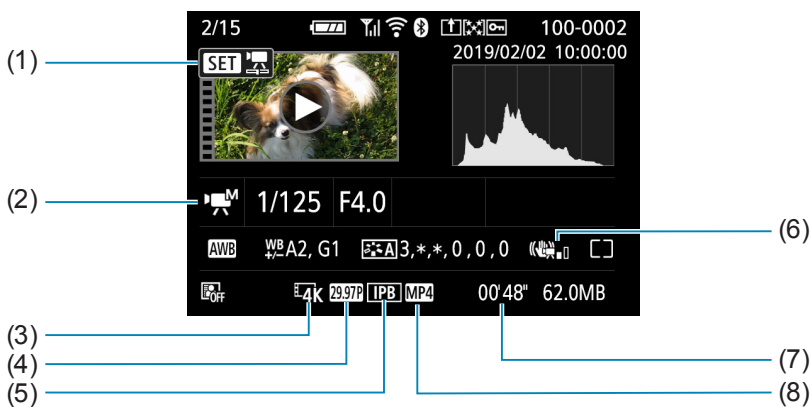 2/15 100-0002
2019/02/02 10:00:00
(1)
SET
(2)
M 1/125 F4.0
(6)
AWB WB +/- A2, G1 A 3,*,*,0,0,0
OFF 4K 29.97P IPB MP4 00'48" 62.0MB
(3)
(4)
(5)
(7)
(8)